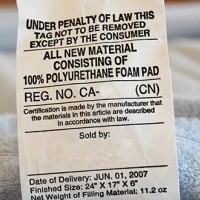 UNDER PENALTY OF LAW THIS
TAG NOT TO BE REMOVED
EXCEPT BY THE CONSUMER
ALL NEW MATERIAL
CONSISTING OF
100% POLYURETHANE FOAM PAD
REG. NO. CA- (CN)
Certification is made by the manufacturer that
the materials in this article are described
in accordance with law.
Sold by:
Date of Delivery: JUN. 01, 2007
Finished Size: 24" X 17" X 6"
Net Weight of Filling Material: 11.2 oz